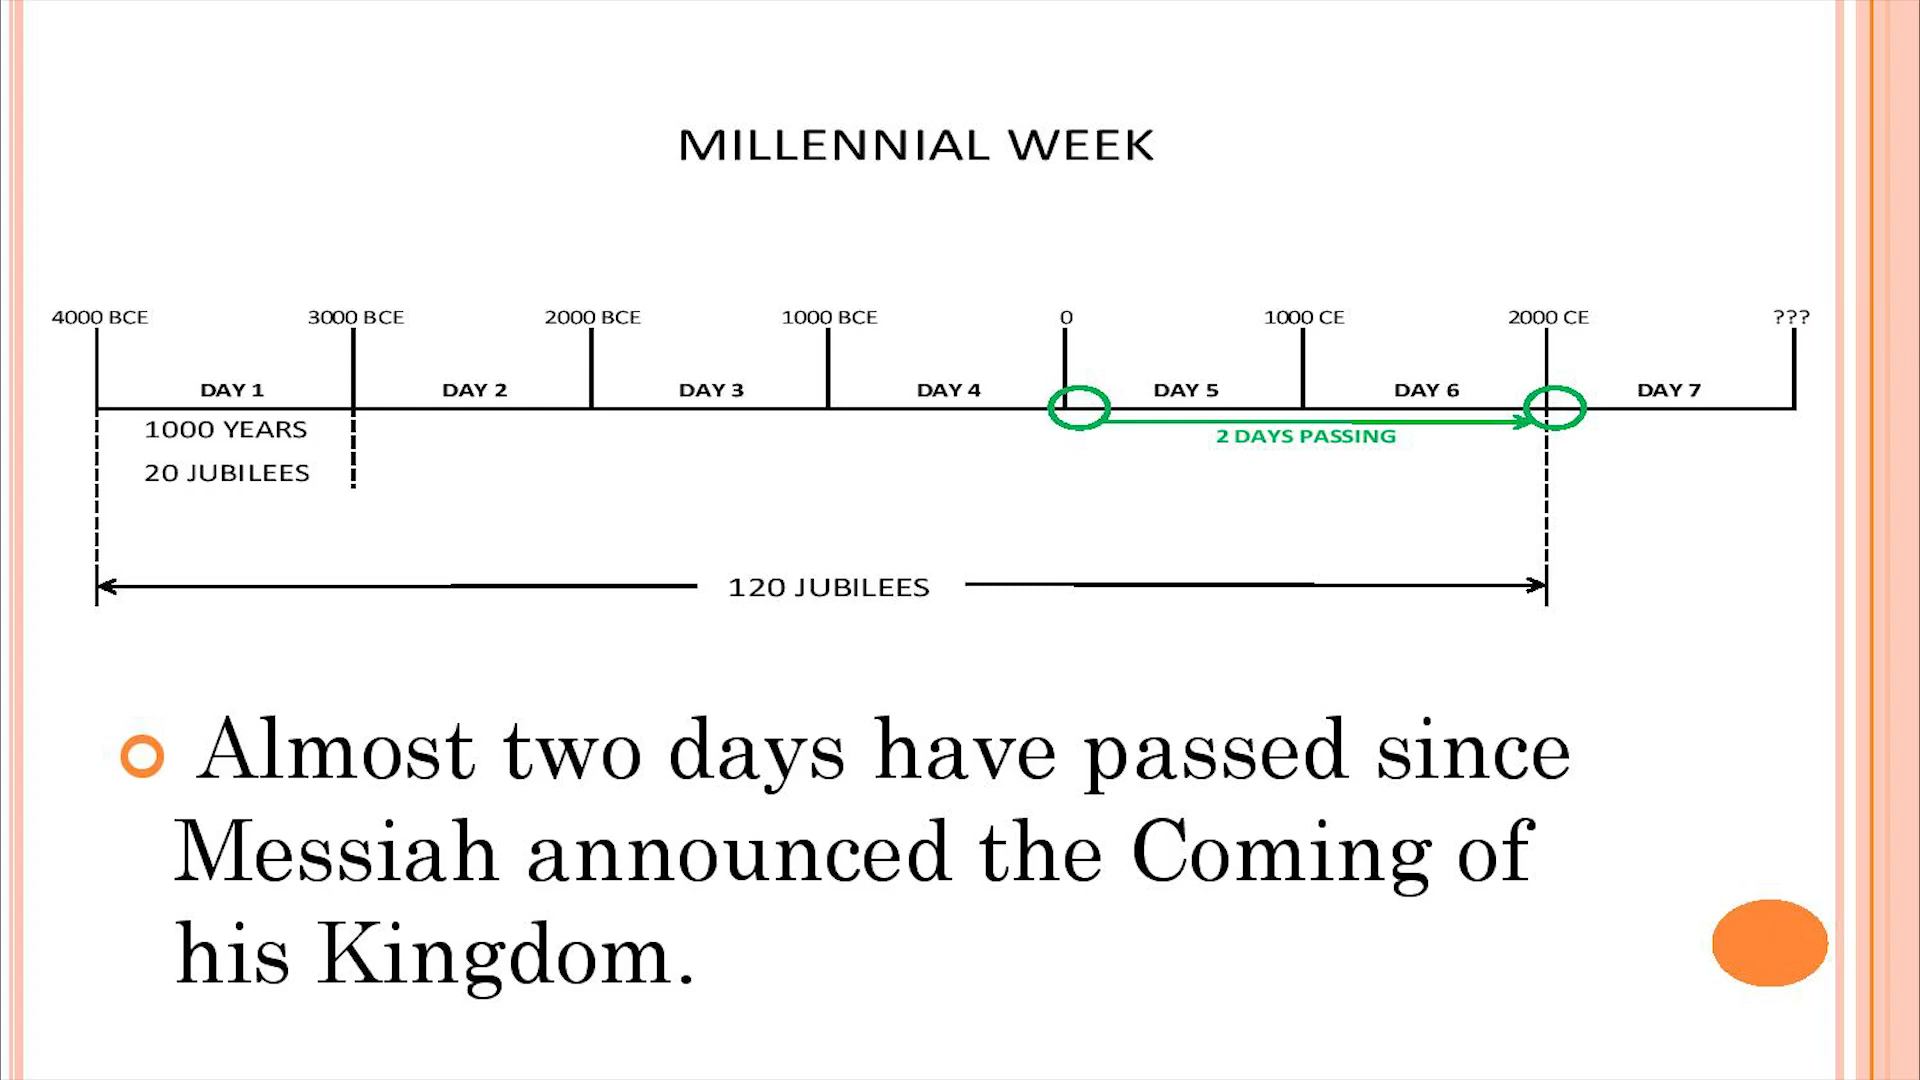 MILLENNIAL WEEK
4000 BCE 3000 BCE 2000 BCE 1000 BCE 0 1000 CE 2000 CE ???
DAY 1 DAY 2 DAY 3 DAY 4 DAY 5 DAY 6 DAY 7
1000 YEARS
2 DAYS PASSING
20 JUBILEES
120 JUBILEES
Almost two days have passed since
Messiah announced the Coming of
his Kingdom.